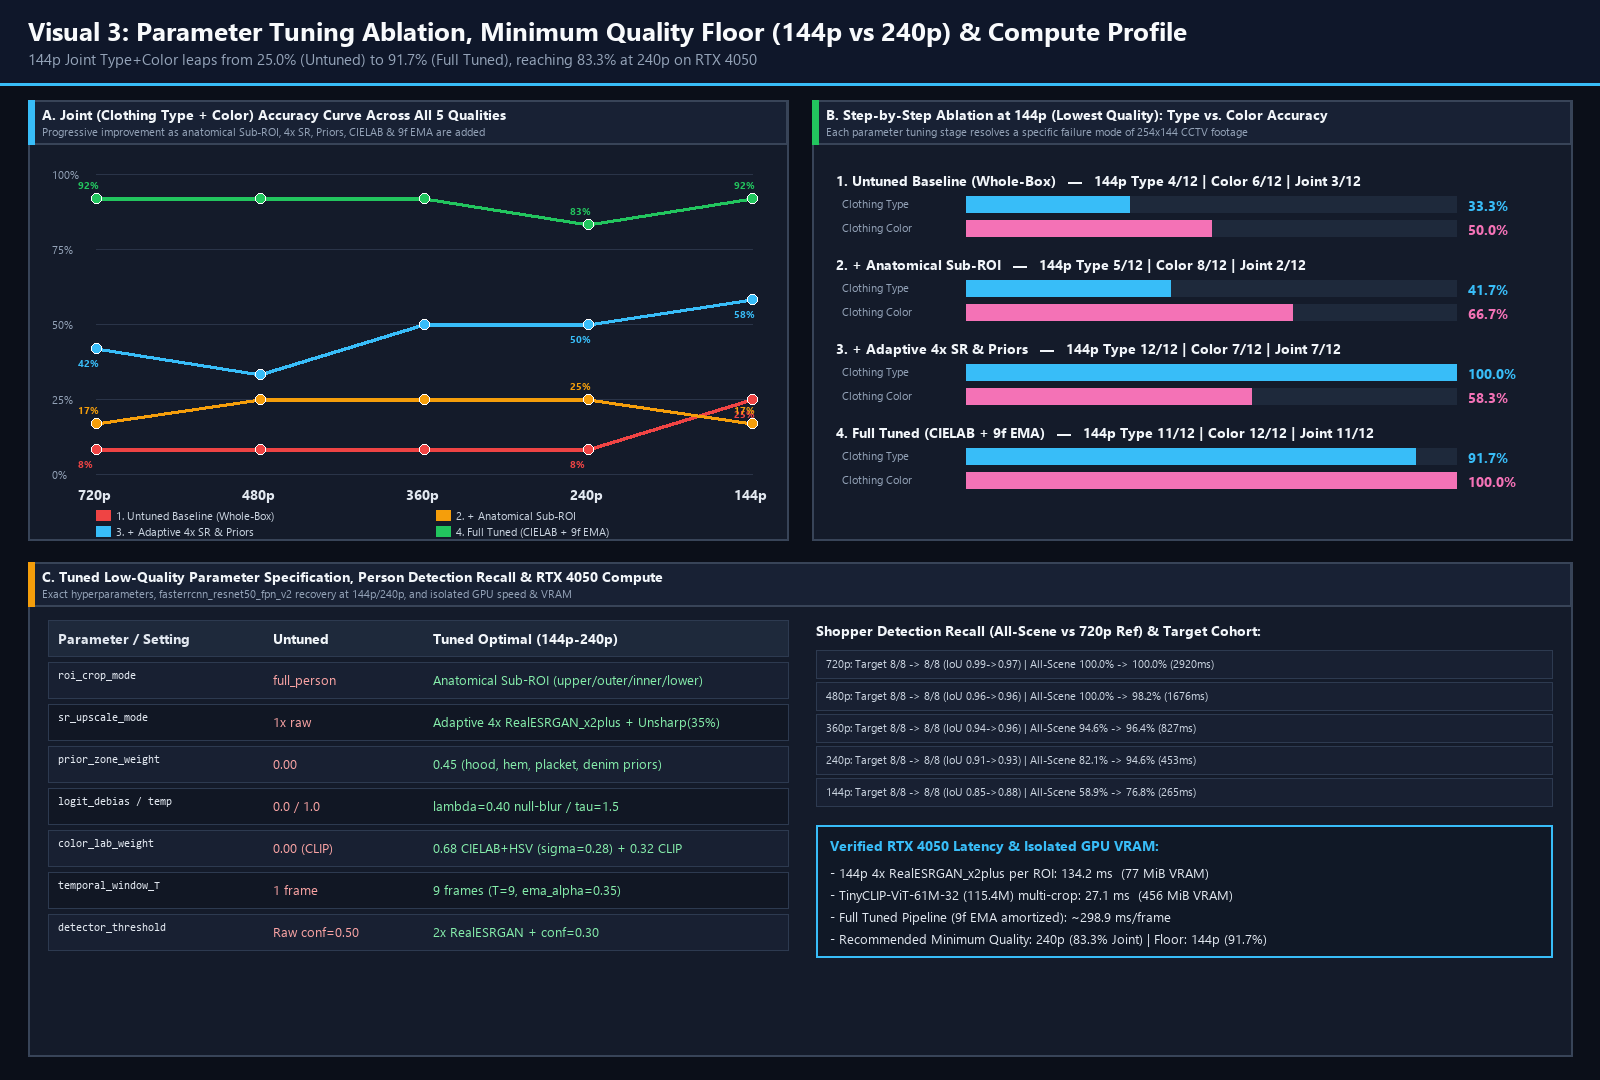 Visual 3: Parameter Tuning Ablation, Minimum Quality Floor (144p vs 240p) & Compute Profile
144p Joint Type+Color leaps from 25.0% (Untuned) to 91.7% (Full Tuned), reaching 83.3% at 240p on RTX 4050
A. Joint (Clothing Type + Color) Accuracy Curve Across All 5 Qualities
Progressive improvement as anatomical Sub-ROI, 4x SR, Priors, CIELAB & 9f EMA are added
100%
92%
92%
83%
75%
50%
58%
50%
42%
25%
25%
17%
17%
25%
8%
8%
0%
720p
480p
360p
240p
144p
1. Untuned Baseline (Whole-Box)
2. + Anatomical Sub-ROI
3. + Adaptive 4x SR & Priors
4. Full Tuned (CIELAB + 9f EMA)
B. Step-by-Step Ablation at 144p (Lowest Quality): Type vs. Color Accuracy
Each parameter tuning stage resolves a specific failure mode of 254x144 CCTV footage
1. Untuned Baseline (Whole-Box) — 144p Type 4/12 | Color 6/12 | Joint 3/12
Clothing Type 33.3%
Clothing Color 50.0%
2. + Anatomical Sub-ROI — 144p Type 5/12 | Color 8/12 | Joint 2/12
Clothing Type 41.7%
Clothing Color 66.7%
3. + Adaptive 4x SR & Priors — 144p Type 12/12 | Color 7/12 | Joint 7/12
Clothing Type 100.0%
Clothing Color 58.3%
4. Full Tuned (CIELAB + 9f EMA) — 144p Type 11/12 | Color 12/12 | Joint 11/12
Clothing Type 91.7%
Clothing Color 100.0%
C. Tuned Low-Quality Parameter Specification, Person Detection Recall & RTX 4050 Compute
Exact hyperparameters, fasterrcnn_resnet50_fpn_v2 recovery at 144p/240p, and isolated GPU speed & VRAM
Parameter / Setting Untuned Tuned Optimal (144p-240p)
roi_crop_mode full_person Anatomical Sub-ROI (upper/outer/inner/lower)
sr_upscale_mode 1x raw Adaptive 4x RealESRGAN_x2plus + Unsharp(35%)
prior_zone_weight 0.00 0.45 (hood, hem, placket, denim priors)
logit_debias / temp 0.0 / 1.0 lambda=0.40 null-blur / tau=1.5
color_lab_weight 0.00 (CLIP) 0.68 CIELAB+HSV (sigma=0.28) + 0.32 CLIP
temporal_window_T 1 frame 9 frames (T=9, ema_alpha=0.35)
detector_threshold Raw conf=0.50 2x RealESRGAN + conf=0.30
Shopper Detection Recall (All-Scene vs 720p Ref) & Target Cohort:
720p: Target 8/8 -> 8/8 (IoU 0.99->0.97) | All-Scene 100.0% -> 100.0% (2920ms)
480p: Target 8/8 -> 8/8 (IoU 0.96->0.96) | All-Scene 100.0% -> 98.2% (1676ms)
360p: Target 8/8 -> 8/8 (IoU 0.94->0.96) | All-Scene 94.6% -> 96.4% (827ms)
240p: Target 8/8 -> 8/8 (IoU 0.91->0.93) | All-Scene 82.1% -> 94.6% (453ms)
144p: Target 8/8 -> 8/8 (IoU 0.85->0.88) | All-Scene 58.9% -> 76.8% (265ms)
Verified RTX 4050 Latency & Isolated GPU VRAM:
- 144p 4x RealESRGAN_x2plus per ROI: 134.2 ms (77 MiB VRAM)
- TinyCLIP-ViT-61M-32 (115.4M) multi-crop: 27.1 ms (456 MiB VRAM)
- Full Tuned Pipeline (9f EMA amortized): ~298.9 ms/frame
- Recommended Minimum Quality: 240p (83.3% Joint) | Floor: 144p (91.7%)